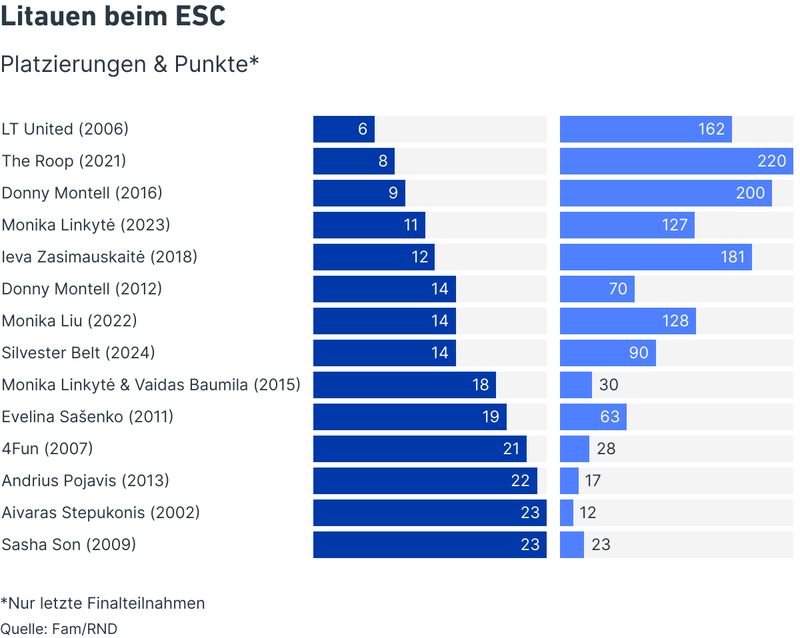 Litauen beim ESC
Platzierungen & Punkte*
LT United (2006) 6 162
The Roop (2021) 8 220
Donny Montell (2016) 9 200
Monika Linkytė (2023) 11 127
Ieva Zasimauskaitė (2018) 12 181
Donny Montell (2012) 14 70
Monika Liu (2022) 14 128
Silvester Belt (2024) 14 90
Monika Linkytė & Vaidas Baumila (2015) 18 30
Evelina Sašenko (2011) 19 63
4Fun (2007) 21 28
Andrius Pojavis (2013) 22 17
Aivaras Stepukonis (2002) 23 12
Sasha Son (2009) 23 23
*Nur letzte Finalteilnahmen
Quelle: Fam/RND